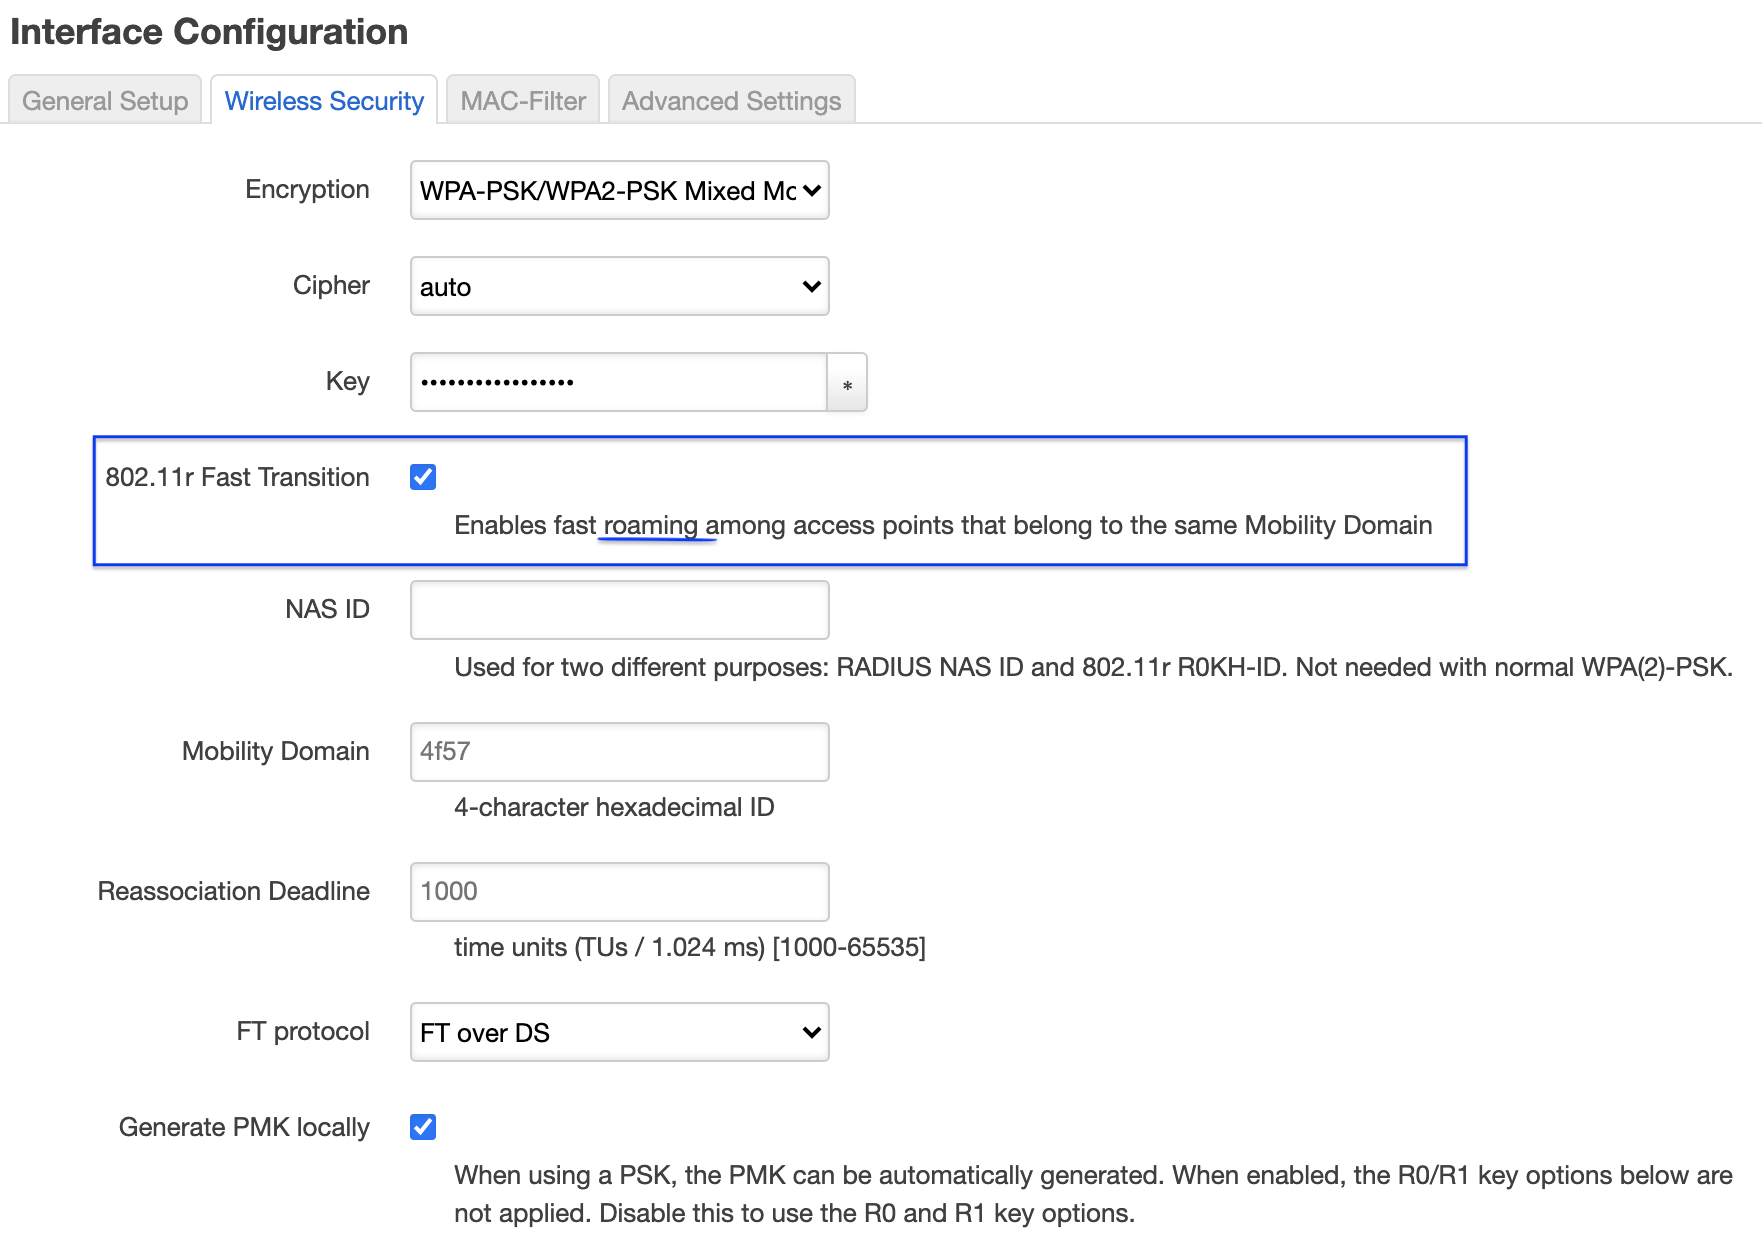 Interface Configuration
General Setup Wireless Security MAC-Filter Advanced Settings
Encryption WPA-PSK/WPA2-PSK Mixed Mo
Cipher auto
Key ••••••••••••••••• *
802.11r Fast Transition
Enables fast roaming among access points that belong to the same Mobility Domain
NAS ID
Used for two different purposes: RADIUS NAS ID and 802.11r R0KH-ID. Not needed with normal WPA(2)-PSK.
Mobility Domain 4f57
4-character hexadecimal ID
Reassociation Deadline 1000
time units (TUs / 1.024 ms) [1000-65535]
FT protocol FT over DS
Generate PMK locally
When using a PSK, the PMK can be automatically generated. When enabled, the R0/R1 key options below are
not applied. Disable this to use the R0 and R1 key options.